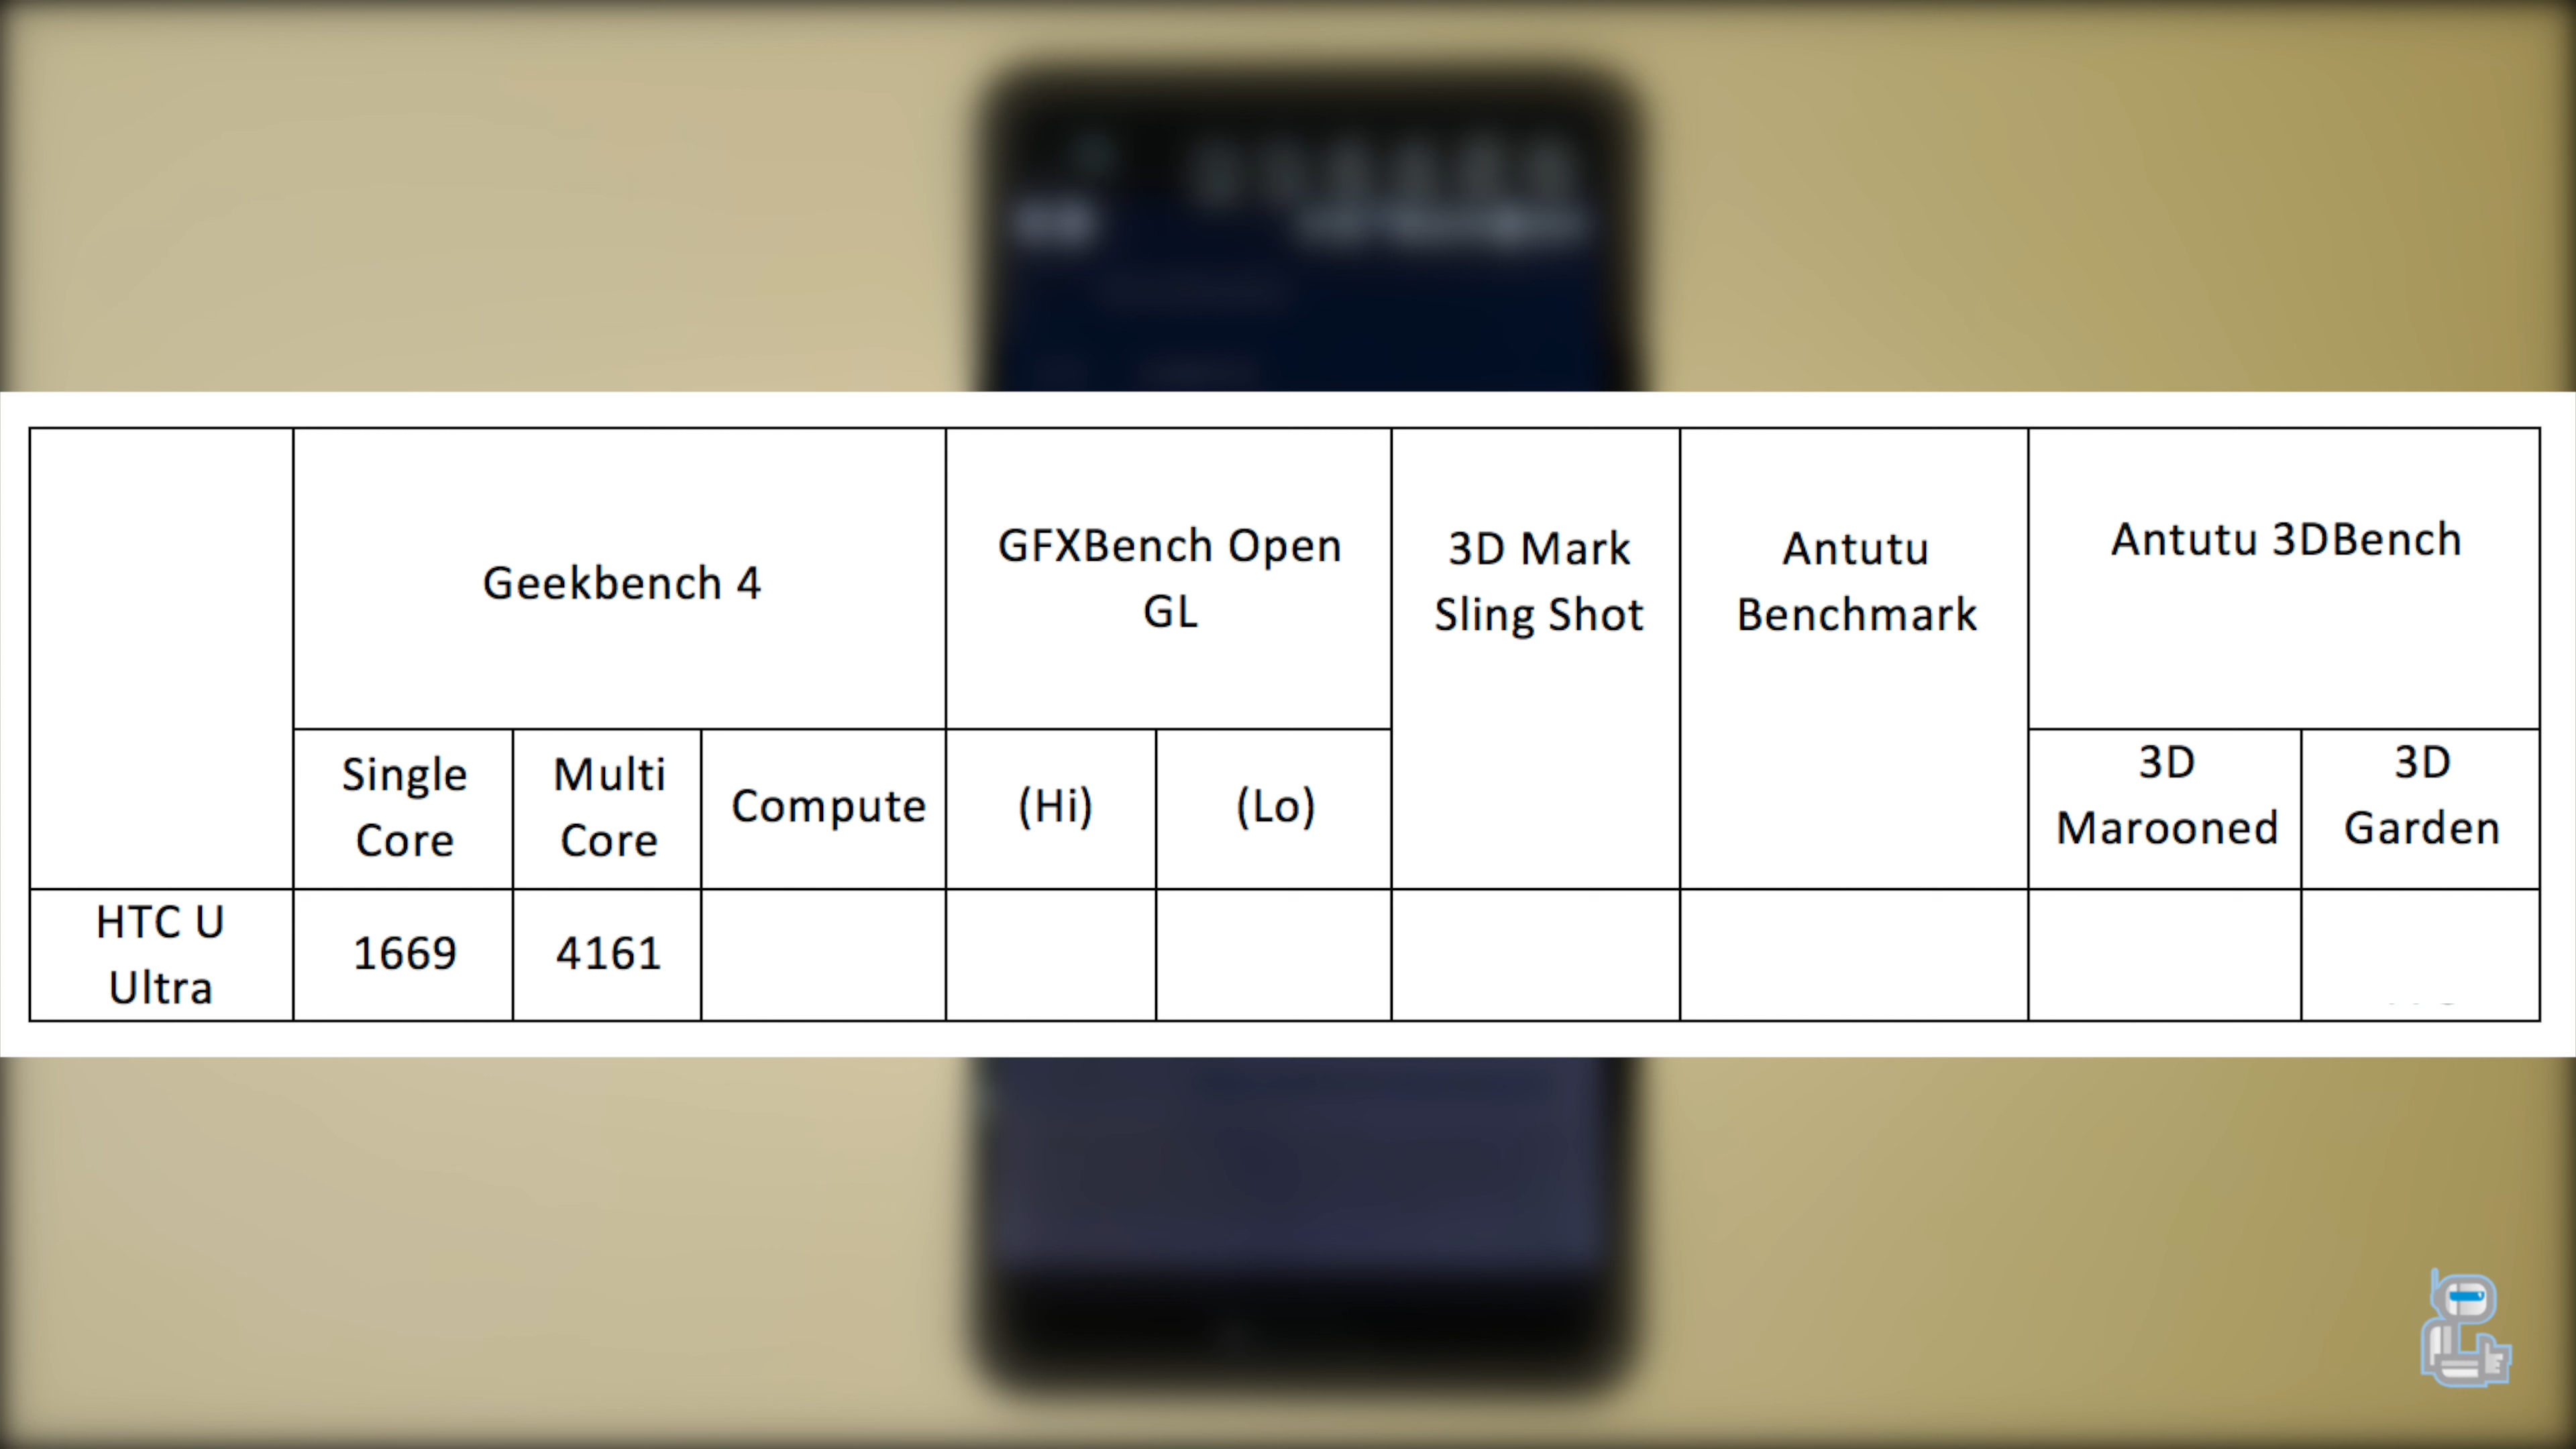 Geekbench 4
GFXBench Open
GL
3D Mark
Sling Shot
Antutu
Benchmark
Antutu 3DBench
Single
Core
Multi
Core
Compute
(Hi)
(Lo)
3D
Marooned
3D
Garden
HTC U
Ultra
1669
4161